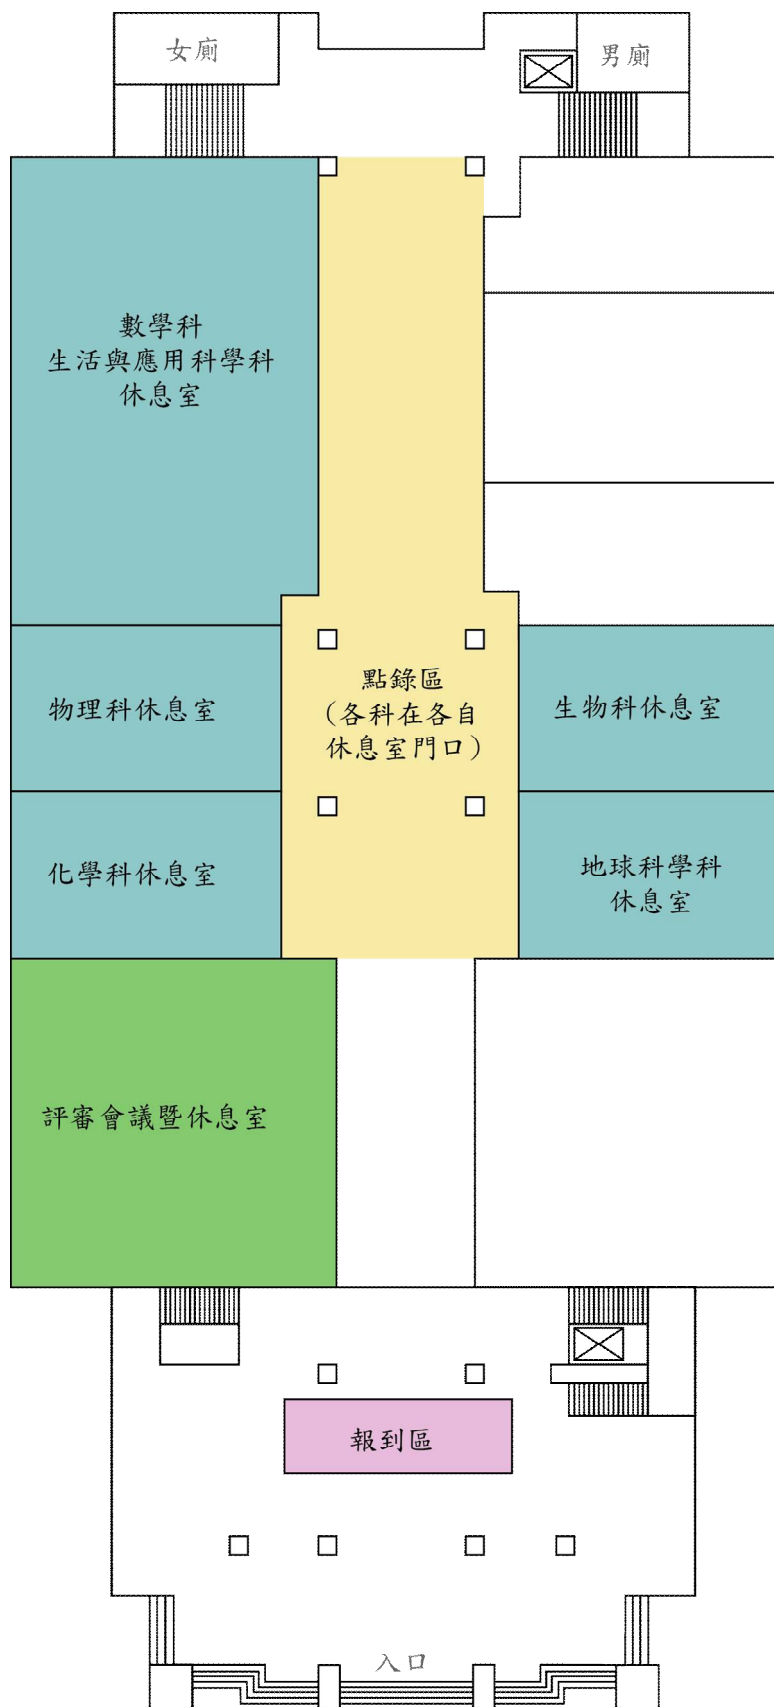 女廁
男廁
數學科
生活與應用科學科
休息室
點錄區
(各科在各自
休息室門口)
物理科休息室
生物科休息室
化學科休息室
地球科學科
休息室
評審會議暨休息室
報到區
入口